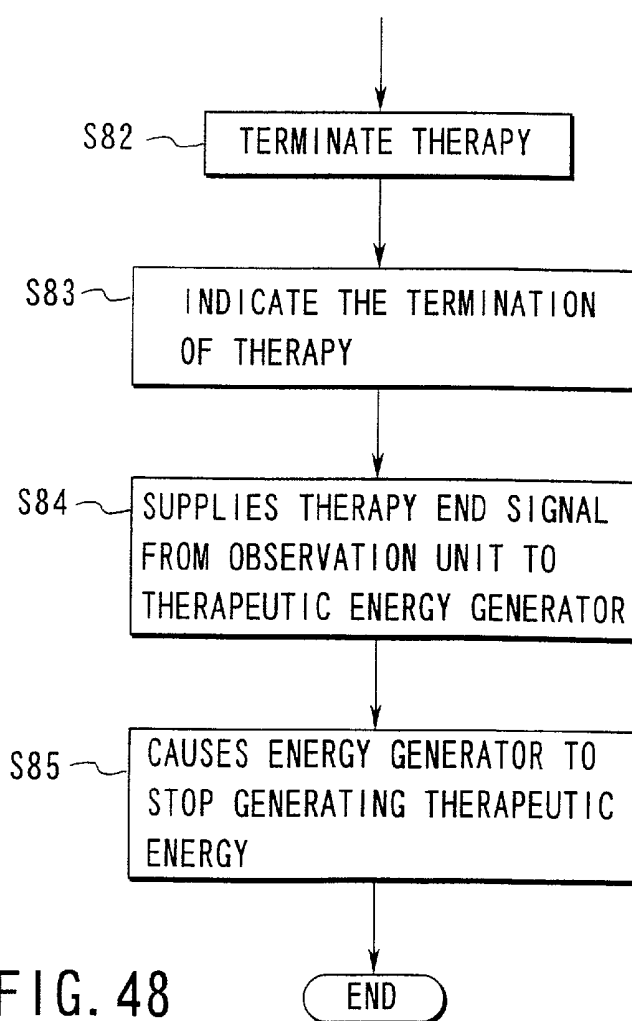 S82
TERMINATE THERAPY
S83
INDICATE THE TERMINATION
OF THERAPY
S84
SUPPLIES THERAPY END SIGNAL
FROM OBSERVATION UNIT TO
THERAPEUTIC ENERGY GENERATOR
S85
CAUSES ENERGY GENERATOR TO
STOP GENERATING THERAPEUTIC
ENERGY
END
FIG. 48